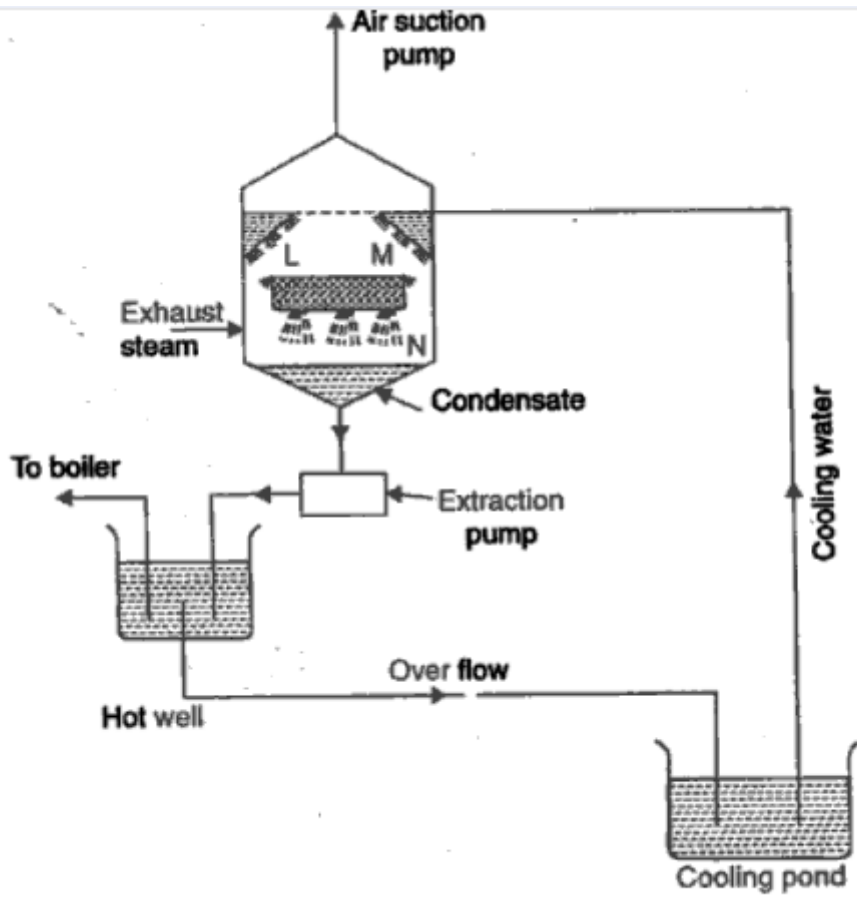 Air suction
pump
L
M
Exhaust
steam
N
Condensate
To boiler
Extraction
pump
Cooling water
Over flow
Hot well
Cooling pond